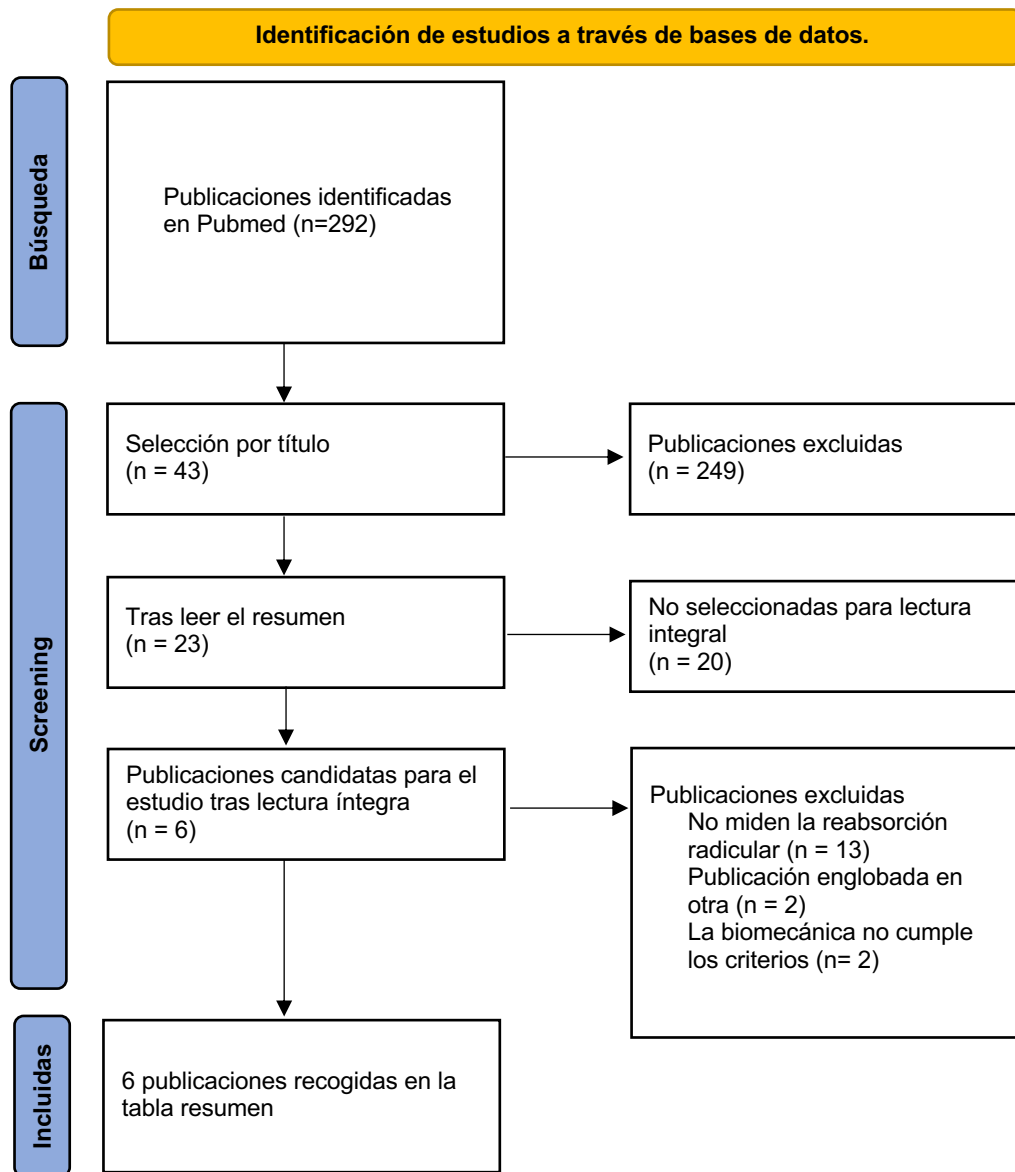 Identificación de estudios a través de bases de datos.
Búsqueda
Publicaciones identificadas
en Pubmed (n=292)
Screening
Selección por título
(n = 43)
Publicaciones excluidas
(n = 249)
Tras leer el resumen
(n = 23)
No seleccionadas para lectura
integral
(n = 20)
Publicaciones candidatas para el
estudio tras lectura íntegra
(n = 6)
Publicaciones excluidas
No miden la reabsorción
radicular (n = 13)
Publicación englobada en
otra (n = 2)
La biomecánica no cumple
los criterios (n= 2)
Incluidas
6 publicaciones recogidas en la
tabla resumen